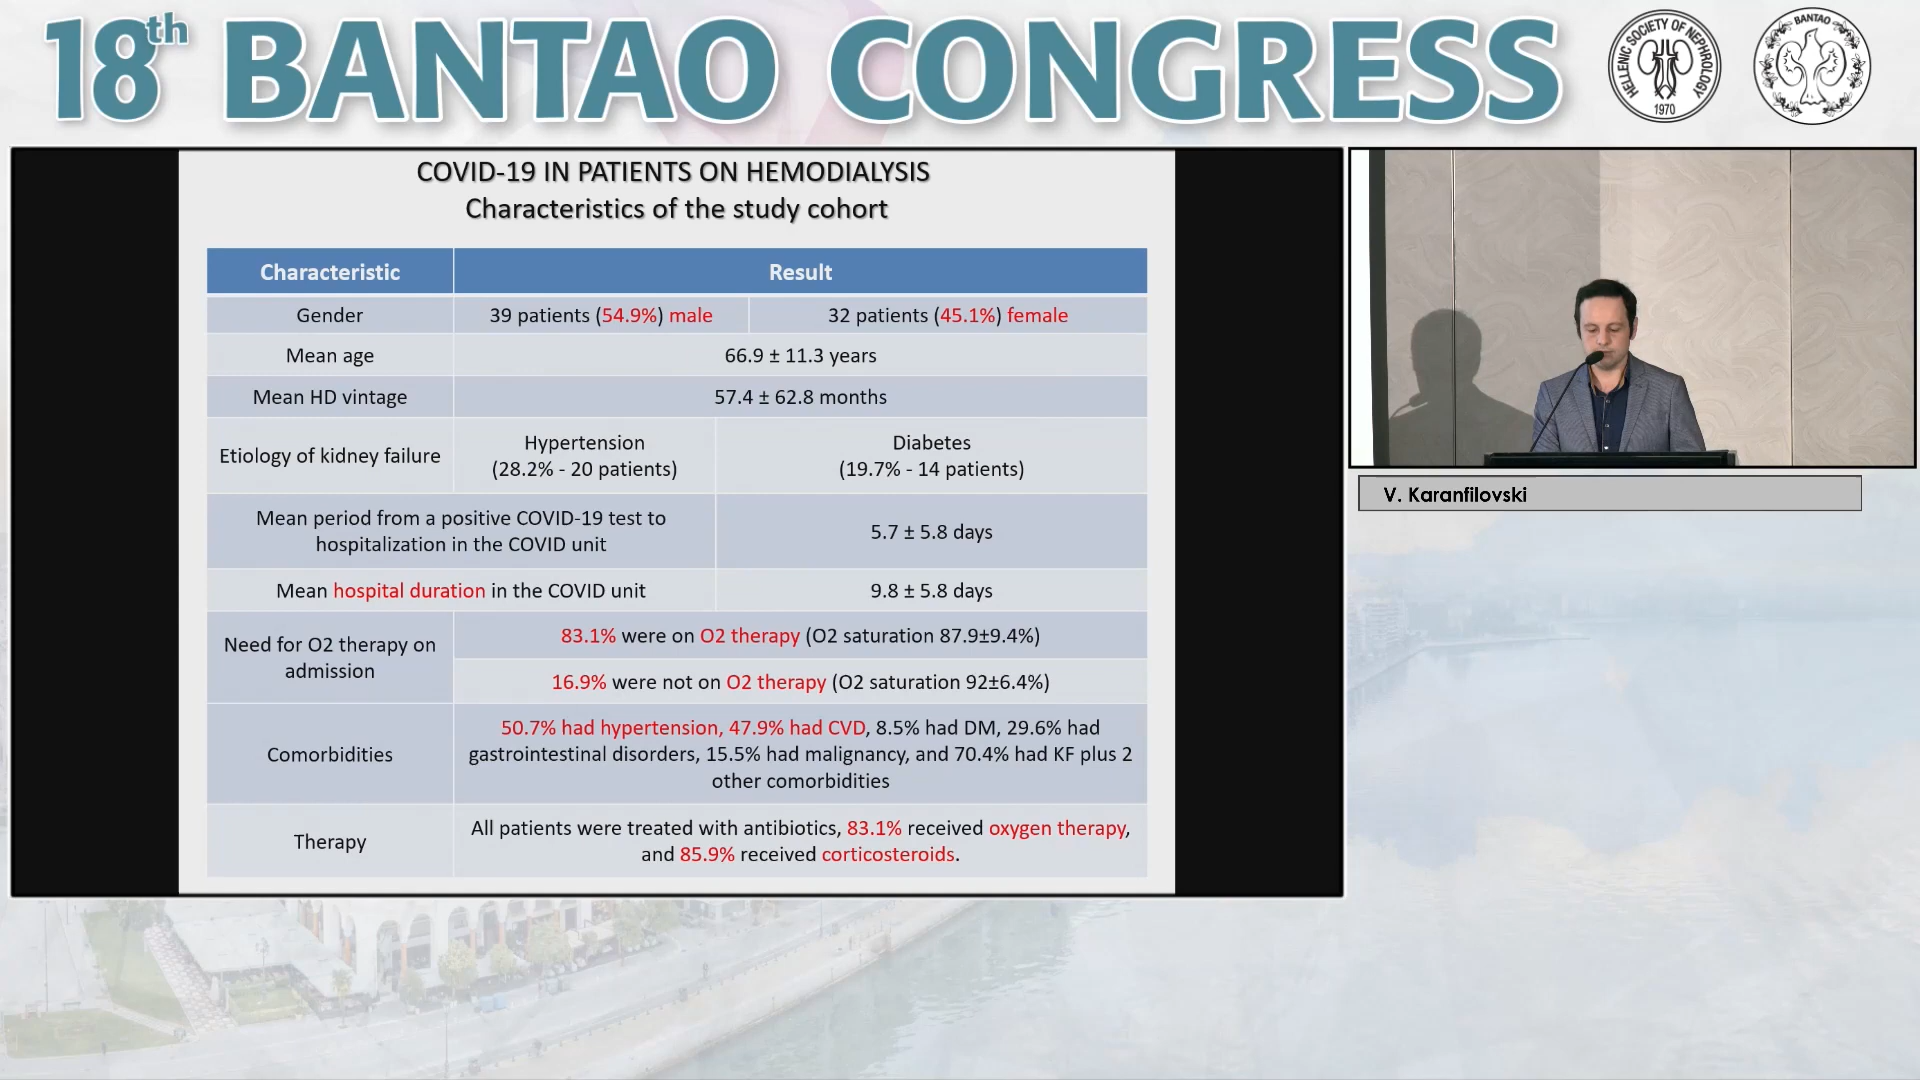 18th BANTAO CONGRESS
HELLENIC SOCIETY OF NEPHROLOGY
1970
BANTAO
COVID-19 IN PATIENTS ON HEMODIALYSIS
Characteristics of the study cohort
Characteristic
Result
Gender
39 patients (54.9%) male
32 patients (45.1%) female
Mean age
66.9 ± 11.3 years
Mean HD vintage
57.4 ± 62.8 months
Etiology of kidney failure
Hypertension
(28.2% - 20 patients)
Diabetes
(19.7% - 14 patients)
Mean period from a positive COVID-19 test to
hospitalization in the COVID unit
5.7 ± 5.8 days
Mean hospital duration in the COVID unit
9.8 ± 5.8 days
Need for O2 therapy on
admission
83.1% were on O2 therapy (O2 saturation 87.9±9.4%)
16.9% were not on O2 therapy (O2 saturation 92±6.4%)
Comorbidities
50.7% had hypertension, 47.9% had CVD, 8.5% had DM, 29.6% had
gastrointestinal disorders, 15.5% had malignancy, and 70.4% had KF plus 2
other comorbidities
Therapy
All patients were treated with antibiotics, 83.1% received oxygen therapy,
and 85.9% received corticosteroids.
V. Karanfilovski